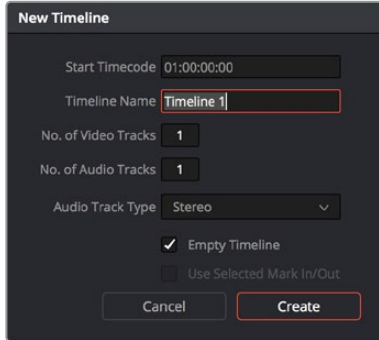 New Timeline
Start Timecode 01:00:00:00
Timeline Name Timeline 1
No. of Video Tracks 1
No. of Audio Tracks 1
Audio Track Type Stereo
Empty Timeline
Use Selected Mark In/Out
Cancel Create